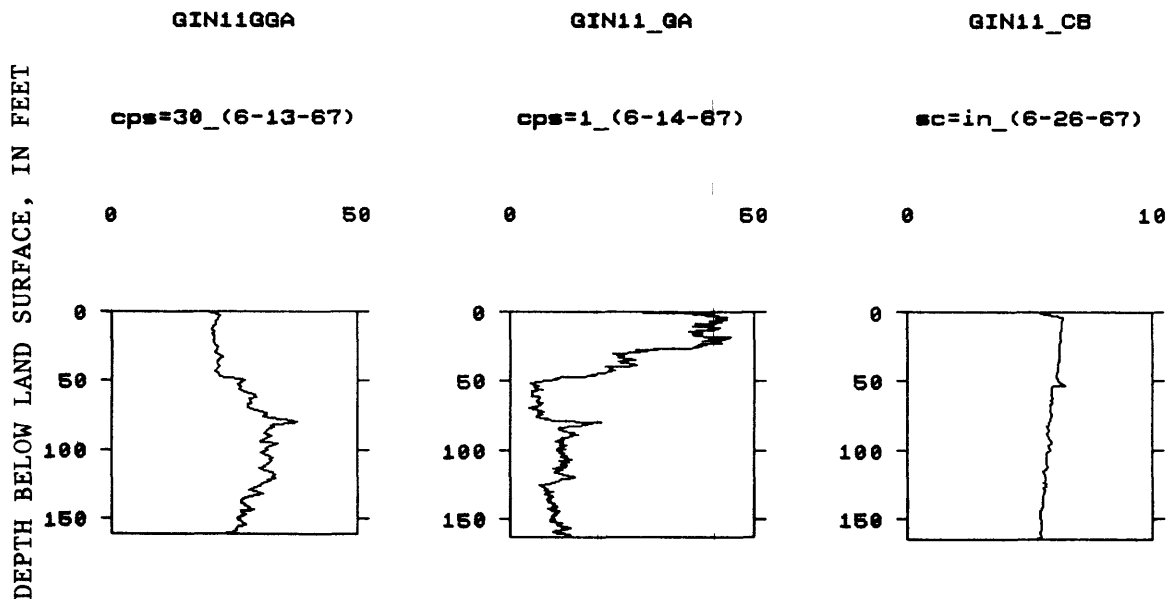 GIN11GGA
GIN11_GA
GIN11_CB
cps=30_(6-13-67)
cps=1_(6-14-67)
sc=in_(6-26-67)
DEPTH BELOW LAND SURFACE, IN FEET
0 50
0 50
0 10
0
50
100
150
0
50
100
150
0
50
100
150